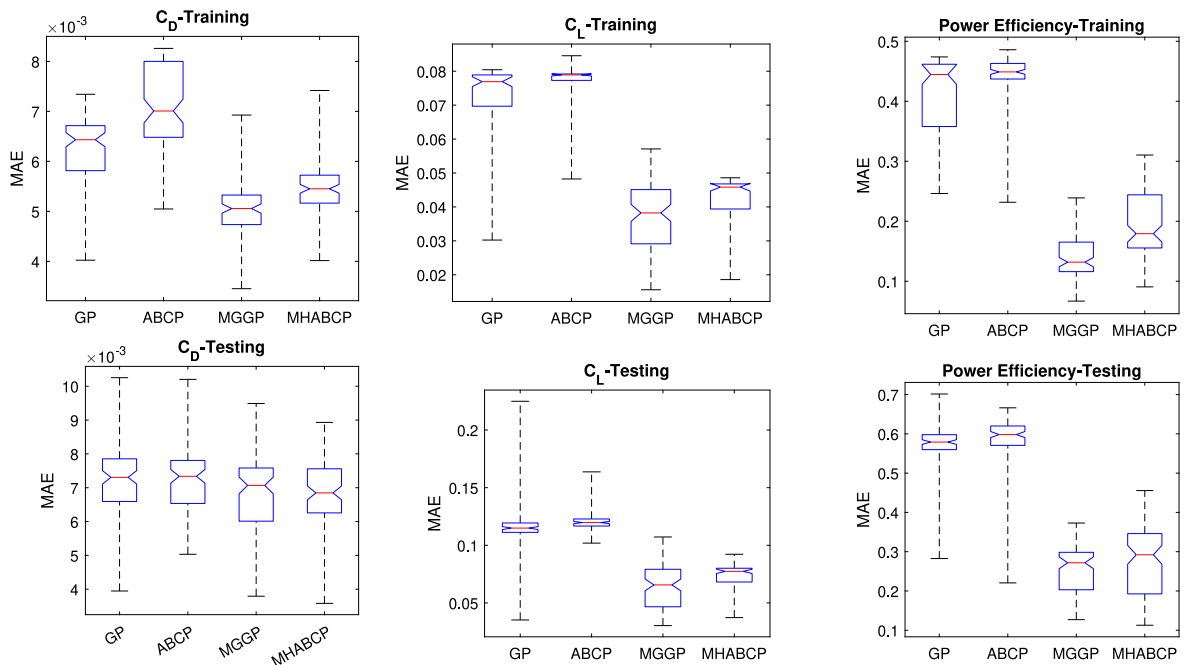 C_D-Training
×10^-3
8
7
6
5
4
MAE
GP ABCP MGGP MHABCP
C_L-Training
0.08
0.07
0.06
0.05
0.04
0.03
0.02
MAE
GP ABCP MGGP MHABCP
Power Efficiency-Training
0.5
0.4
0.3
0.2
0.1
MAE
GP ABCP MGGP MHABCP
C_D-Testing
×10^-3
10
9
8
7
6
5
4
MAE
GP ABCP MGGP MHABCP
C_L-Testing
0.2
0.15
0.1
0.05
MAE
GP ABCP MGGP MHABCP
Power Efficiency-Testing
0.7
0.6
0.5
0.4
0.3
0.2
0.1
MAE
GP ABCP MGGP MHABCP